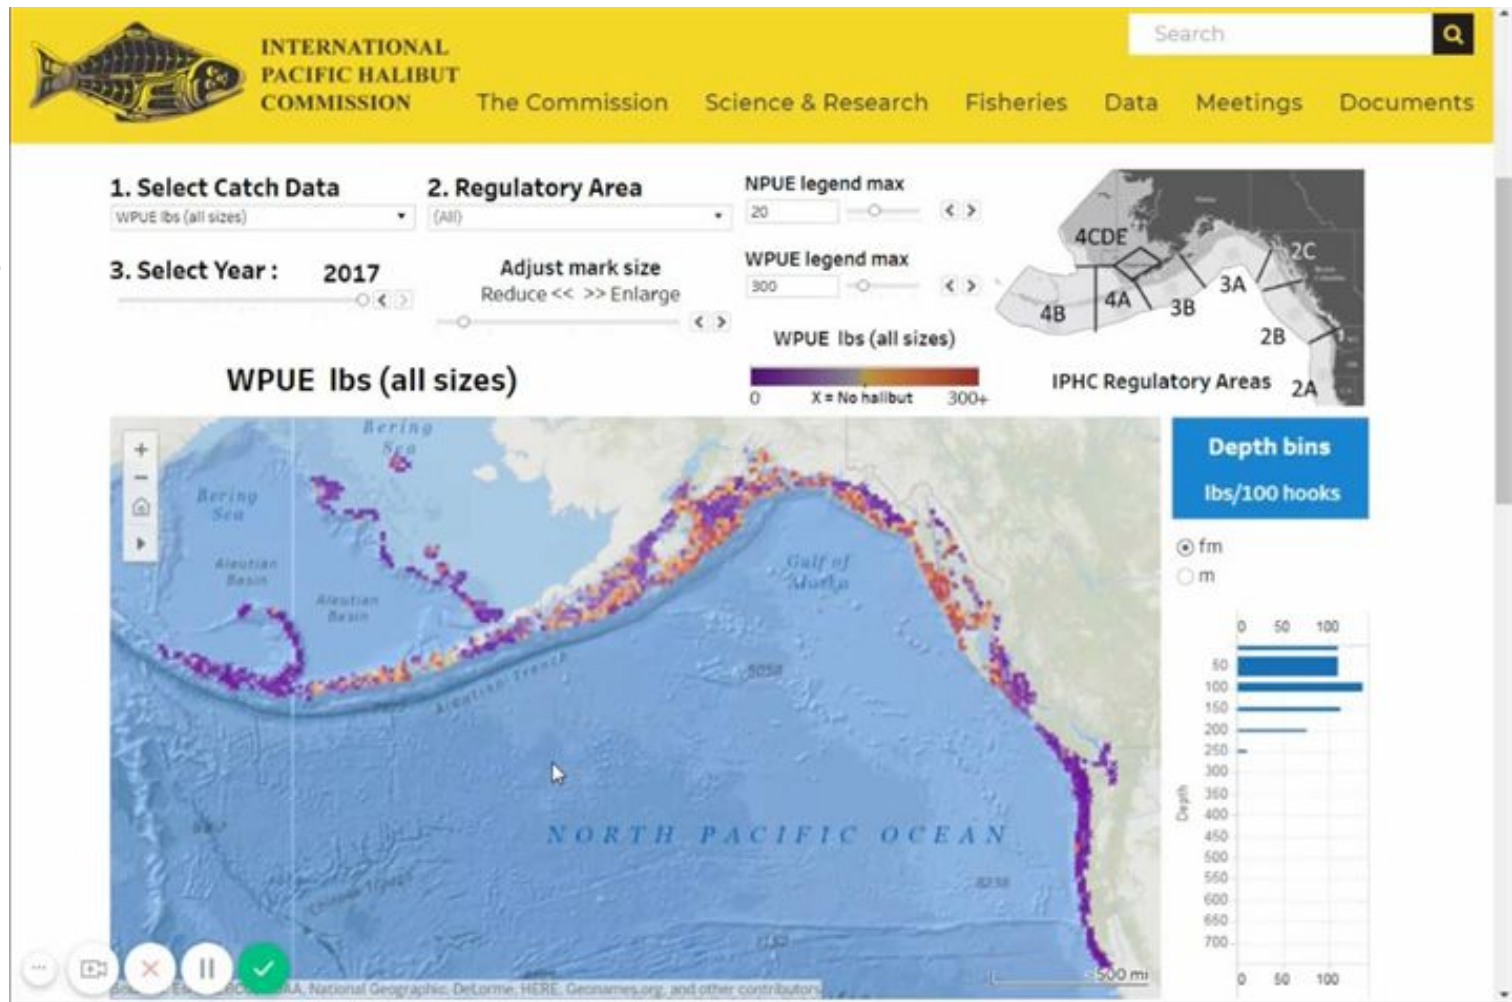 INTERNATIONAL
PACIFIC HALIBUT
COMMISSION
Search
The Commission
Science & Research
Fisheries
Data
Meetings
Documents
1. Select Catch Data
WPUE lbs (all sizes)
2. Regulatory Area
(All)
NPUE legend max
20
3. Select Year :
2017
Adjust mark size
Reduce << >> Enlarge
WPUE legend max
300
WPUE lbs (all sizes)
0
X = No halibut
300+
4CDE
2C
3A
4A
4B
3B
2B
2A
IPHC Regulatory Areas
WPUE lbs (all sizes)
Bering
Sea
Bering
Sea
Aleutian
Basin
Aleutian
Basin
Gulf of
Alaska
Aleutian Trench
5058
NORTH PACIFIC OCEAN
500 mi
National Geographic, DeLorme, HERE, Geonames.org, and other contributors
Depth bins
lbs/100 hooks
fm
m
0 50 100
50
100
150
200
250
300
350
400
450
500
550
600
650
700
Depth
0 50 100